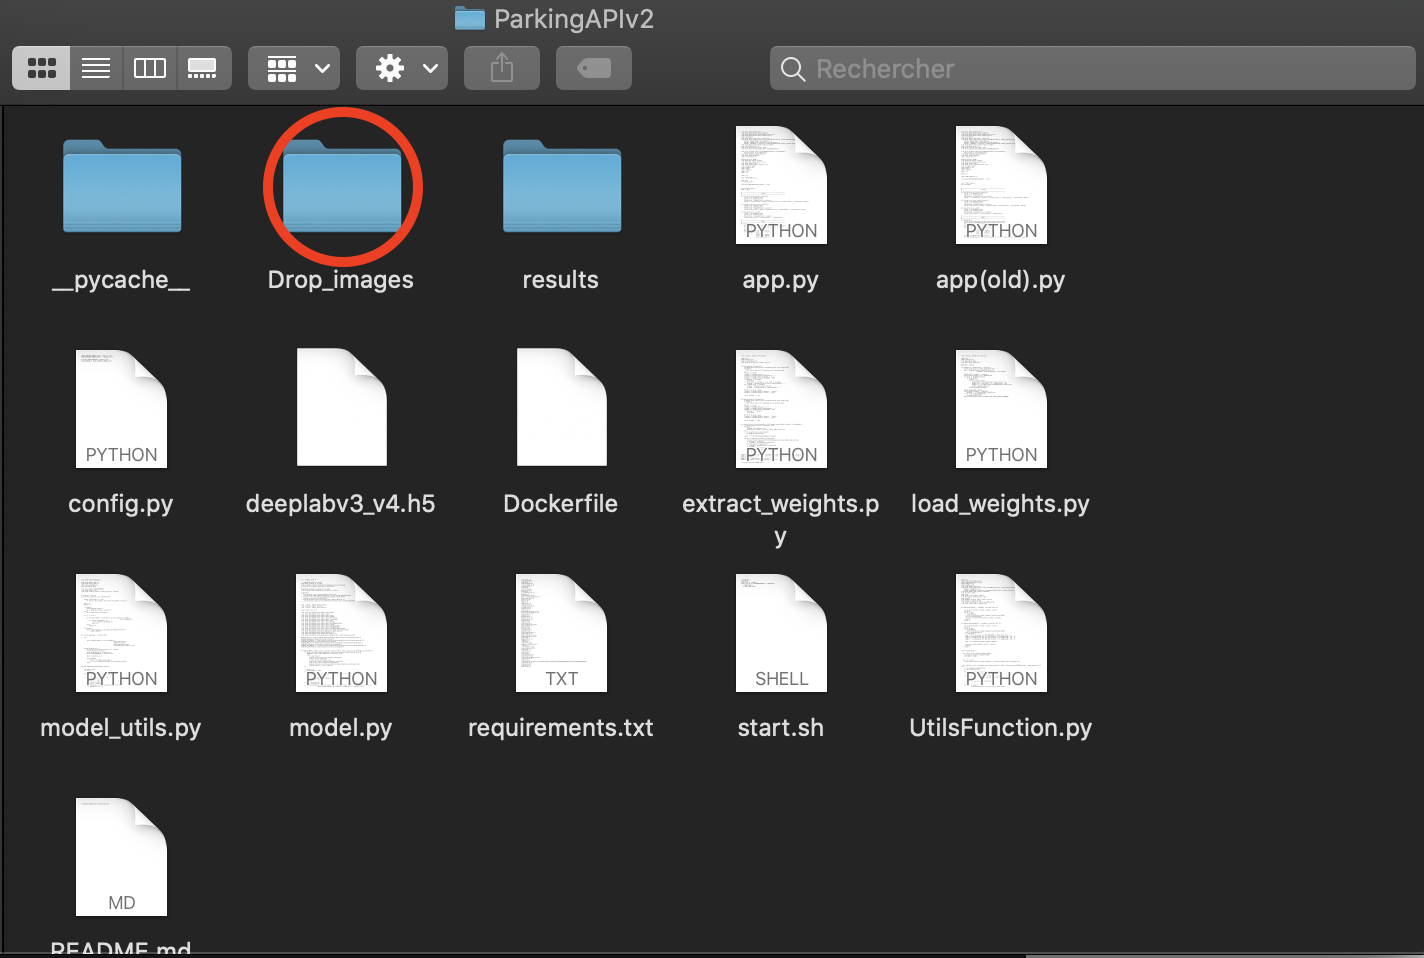 ParkingAPIv2
Rechercher
PYTHON
PYTHON
__pycache__
Drop_images
results
app.py
app(old).py
PYTHON
PYTHON
PYTHON
config.py
deeplabv3_v4.h5
Dockerfile
extract_weights.p
y
load_weights.py
PYTHON
PYTHON
TXT
SHELL
PYTHON
model_utils.py
model.py
requirements.txt
start.sh
UtilsFunction.py
MD
README.md